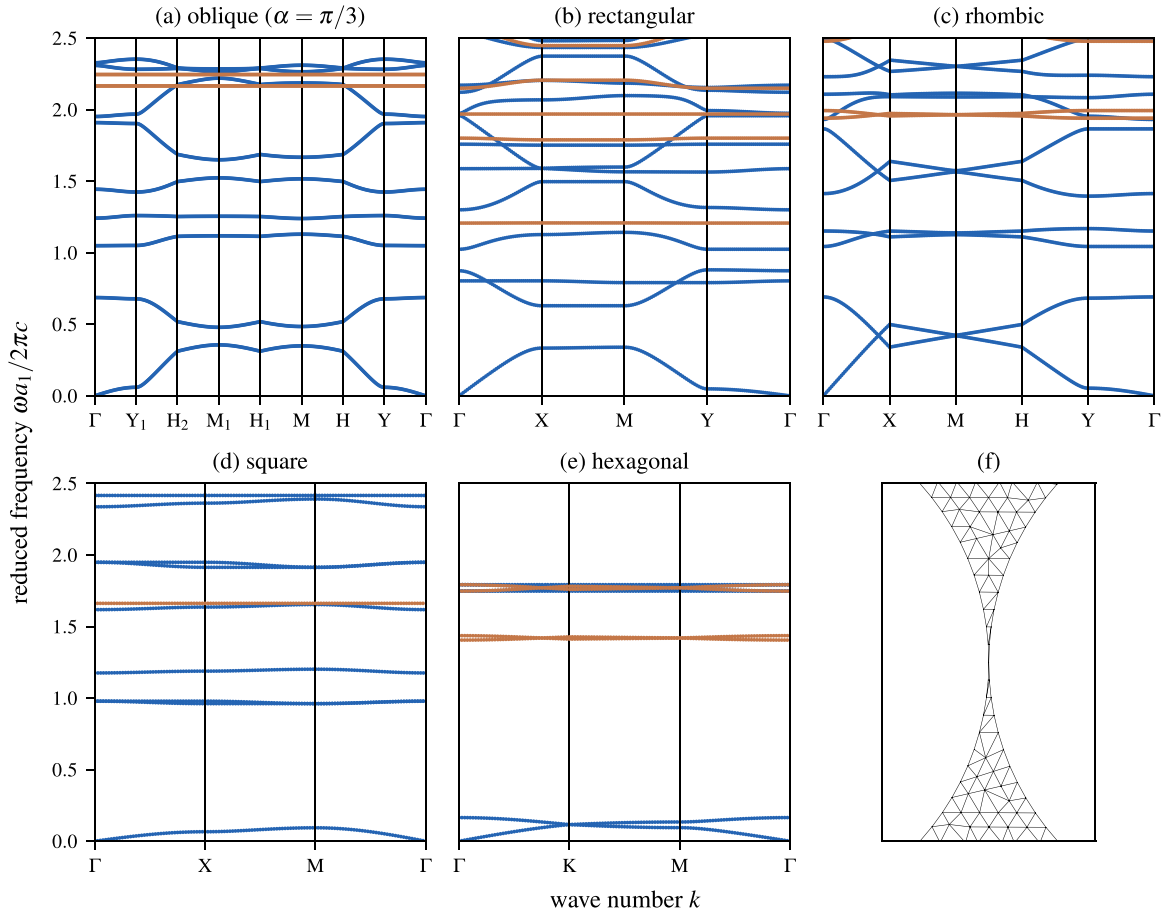 (a) oblique (α = π/3)
(b) rectangular
(c) rhombic
2.5
2.0
1.5
1.0
0.5
0.0
Γ Y₁ H₂ M₁ H₁ M H Y Γ
Γ X M Y Γ
Γ X M H Y Γ
reduced frequency ωa₁/2πc
(d) square
(e) hexagonal
(f)
2.5
2.0
1.5
1.0
0.5
0.0
Γ X M Γ
Γ K M Γ
wave number k